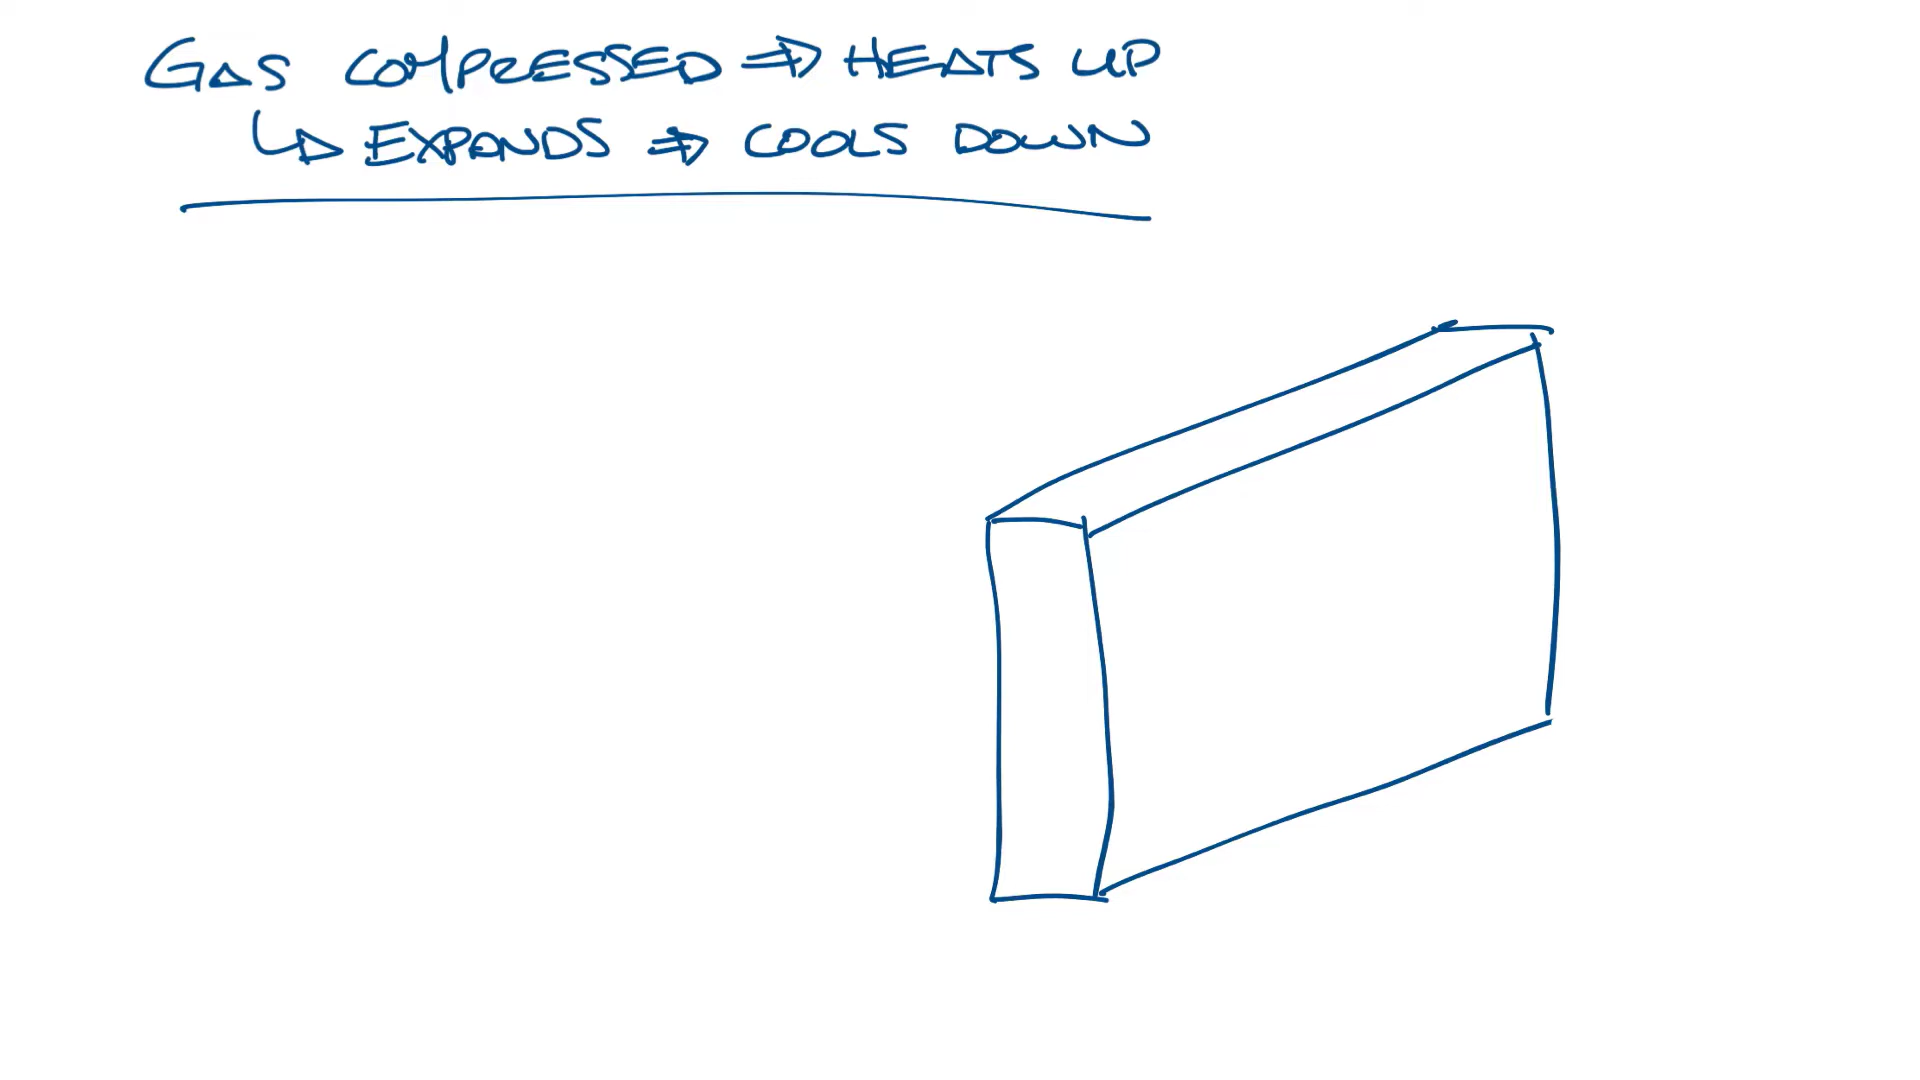 GAS COMPRESSED ⇒ HEATS UP
↳ EXPANDS ⇒ COOLS DOWN